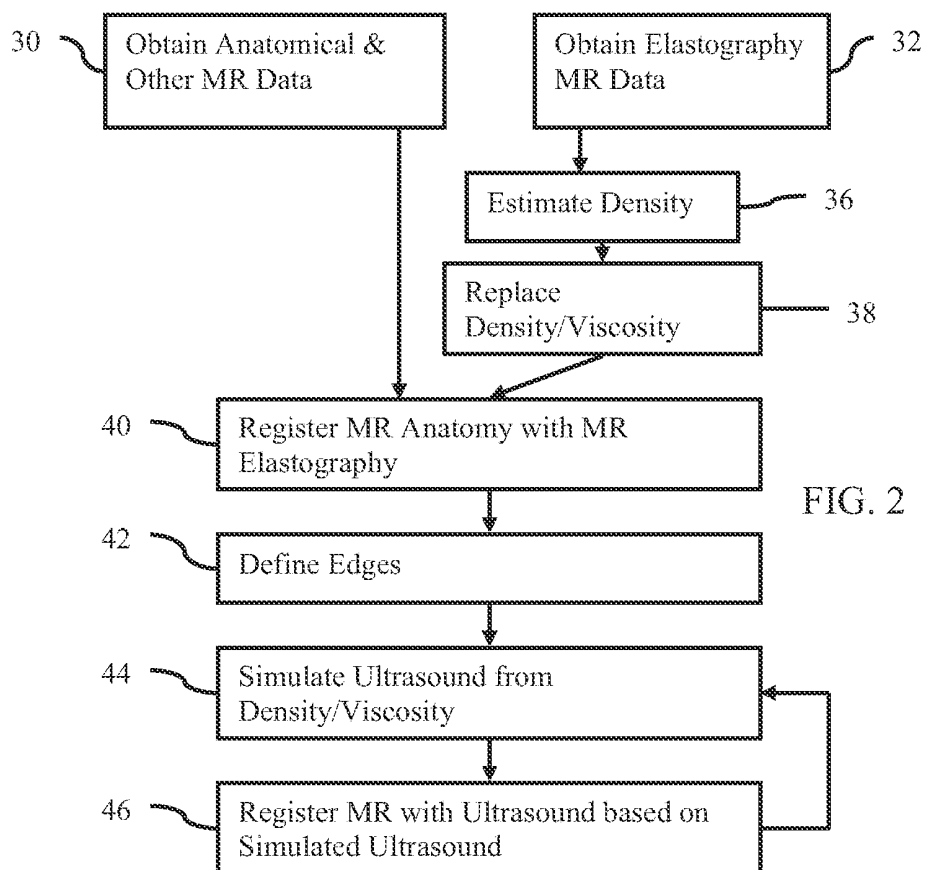 30
Obtain Anatomical &
Other MR Data
Obtain Elastography
MR Data
32
Estimate Density
36
Replace
Density/Viscosity
38
40
Register MR Anatomy with MR
Elastography
FIG. 2
42
Define Edges
44
Simulate Ultrasound from
Density/Viscosity
46
Register MR with Ultrasound based on
Simulated Ultrasound